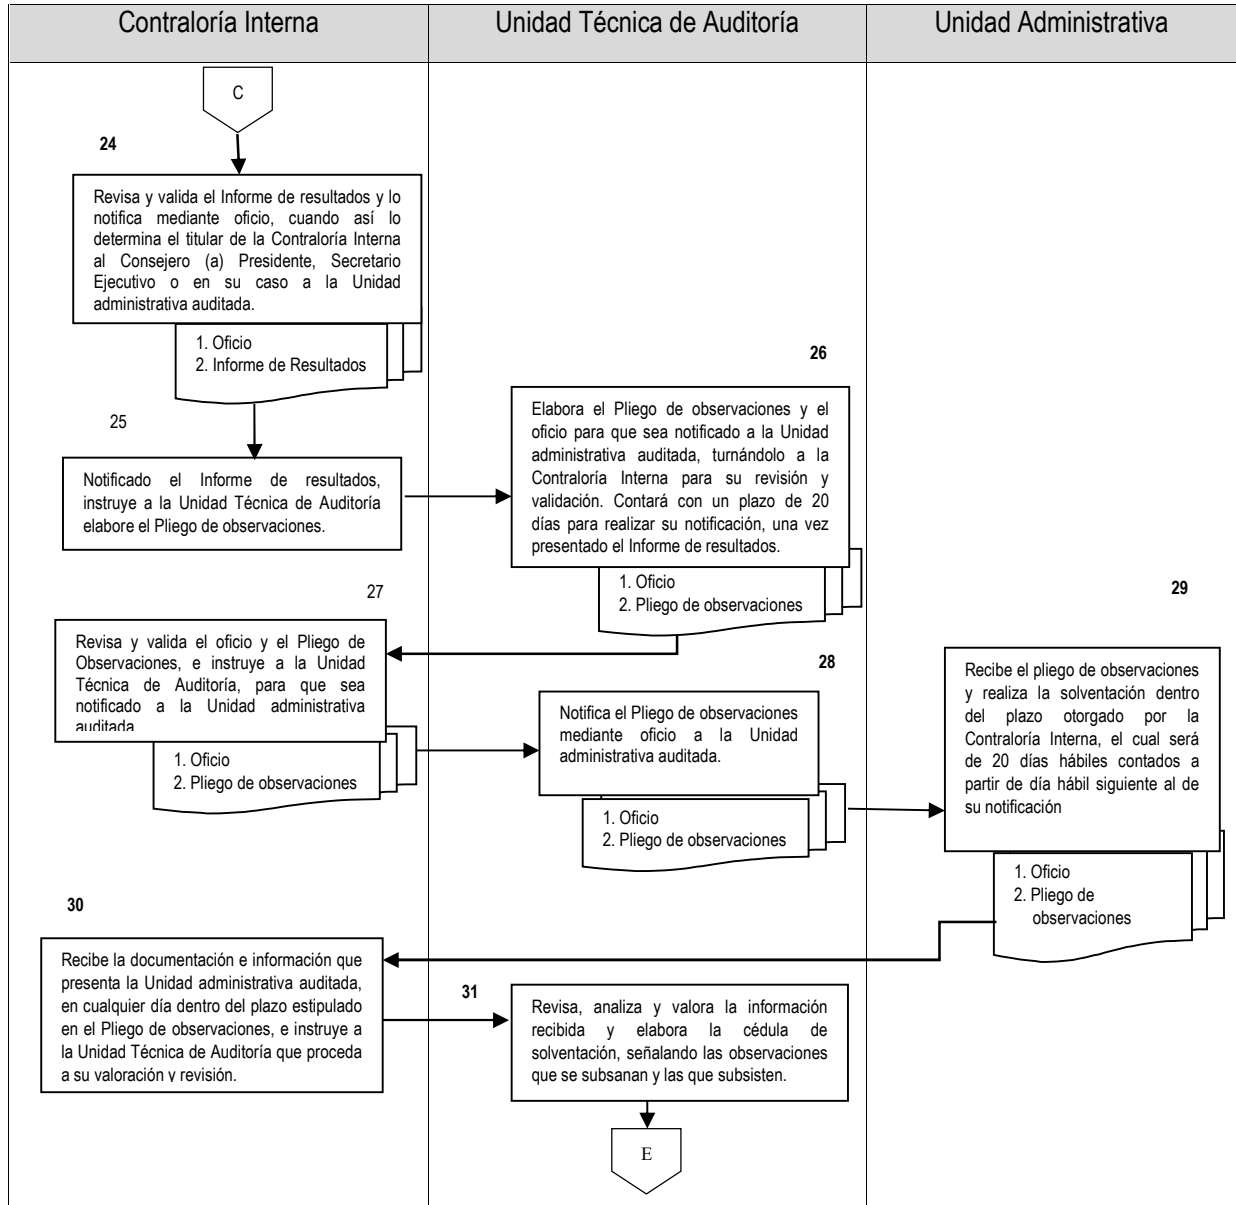 Contraloría Interna
Unidad Técnica de Auditoría
Unidad Administrativa
C
24
Revisa y valida el Informe de resultados y lo
notifica mediante oficio, cuando así lo
determina el titular de la Contraloría Interna
al Consejero (a) Presidente, Secretario
Ejecutivo o en su caso a la Unidad
administrativa auditada.
1. Oficio
2. Informe de Resultados
25
Notificado el Informe de resultados,
instruye a la Unidad Técnica de Auditoría
elabore el Pliego de observaciones.
26
Elabora el Pliego de observaciones y el
oficio para que sea notificado a la Unidad
administrativa auditada, turnándolo a la
Contraloría Interna para su revisión y
validación. Contará con un plazo de 20
días para realizar su notificación, una vez
presentado el Informe de resultados.
1. Oficio
2. Pliego de observaciones
27
Revisa y valida el oficio y el Pliego de
Observaciones, e instruye a la Unidad
Técnica de Auditoría, para que sea
notificado a la Unidad administrativa
auditada
1. Oficio
2. Pliego de observaciones
28
Notifica el Pliego de observaciones
mediante oficio a la Unidad
administrativa auditada.
1. Oficio
2. Pliego de observaciones
29
Recibe el pliego de observaciones
y realiza la solventación dentro
del plazo otorgado por la
Contraloría Interna, el cual será
de 20 días hábiles contados a
partir de día hábil siguiente al de
su notificación
1. Oficio
2. Pliego de
observaciones
30
Recibe la documentación e información que
presenta la Unidad administrativa auditada,
en cualquier día dentro del plazo estipulado
en el Pliego de observaciones, e instruye a
la Unidad Técnica de Auditoría que proceda
a su valoración y revisión.
31
Revisa, analiza y valora la información
recibida y elabora la cédula de
solventación, señalando las observaciones
que se subsanan y las que subsisten.
E